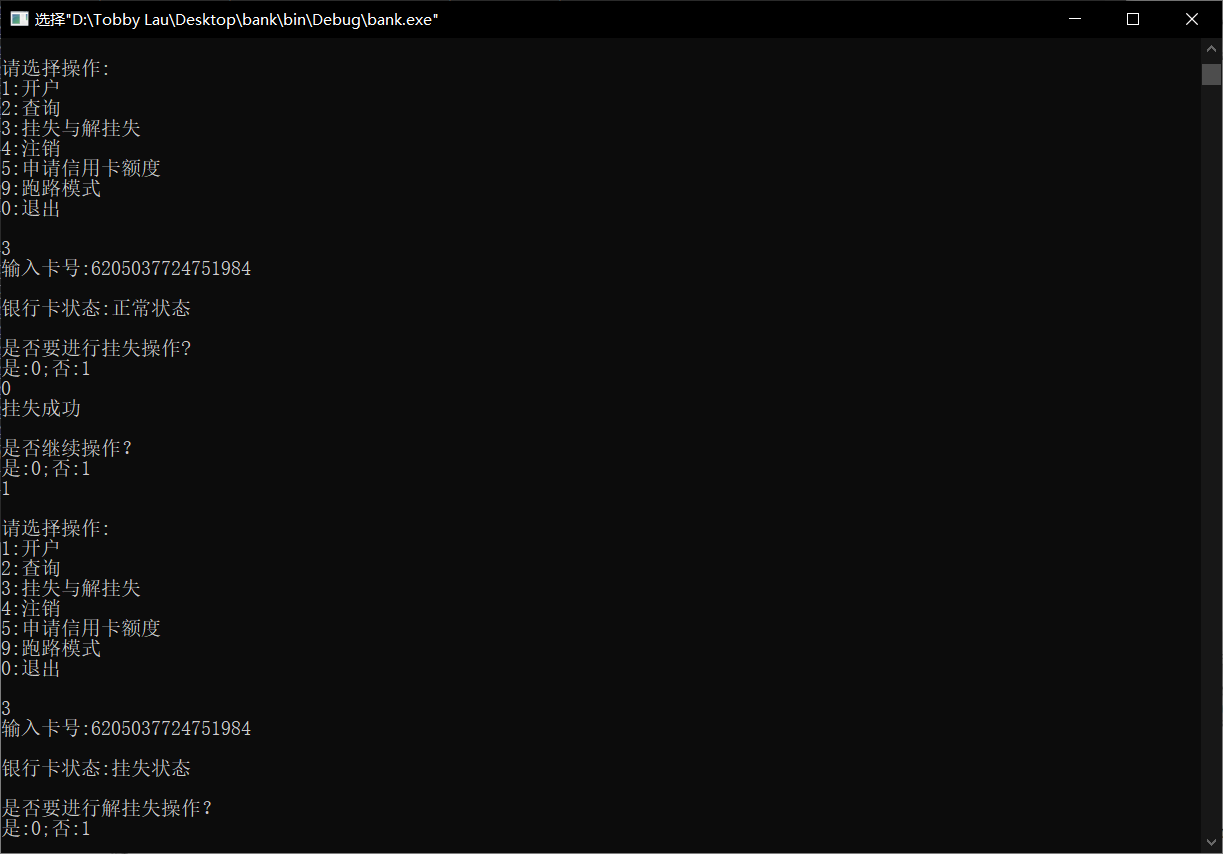 选择"D:\Tobby Lau\Desktop\bank\bin\Debug\bank.exe"
请选择操作:
1:开户
2:查询
3:挂失与解挂失
4:注销
5:申请信用卡额度
9:跑路模式
0:退出
3
输入卡号:6205037724751984
银行卡状态:正常状态
是否要进行挂失操作?
是:0;否:1
0
挂失成功
是否继续操作?
是:0;否:1
1
请选择操作:
1:开户
2:查询
3:挂失与解挂失
4:注销
5:申请信用卡额度
9:跑路模式
0:退出
3
输入卡号:6205037724751984
银行卡状态:挂失状态
是否要进行解挂失操作?
是:0;否:1